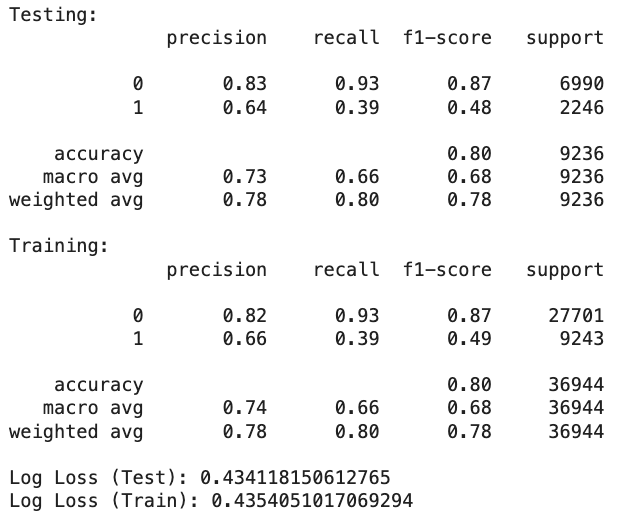 Testing:
precision recall f1-score support
0 0.83 0.93 0.87 6990
1 0.64 0.39 0.48 2246
accuracy 0.80 9236
macro avg 0.73 0.66 0.68 9236
weighted avg 0.78 0.80 0.78 9236
Training:
precision recall f1-score support
0 0.82 0.93 0.87 27701
1 0.66 0.39 0.49 9243
accuracy 0.80 36944
macro avg 0.74 0.66 0.68 36944
weighted avg 0.78 0.80 0.78 36944
Log Loss (Test): 0.434118150612765
Log Loss (Train): 0.4354051017069294